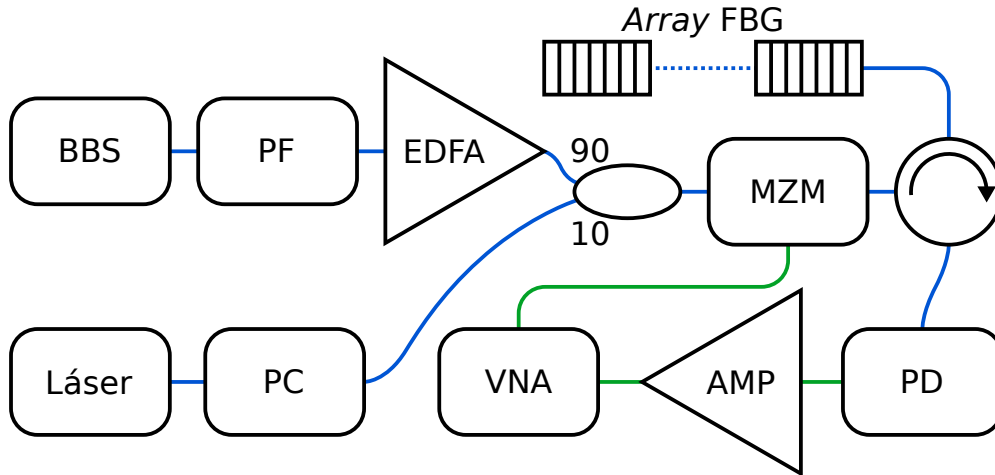 Array FBG
BBS
PF
EDFA
90
10
MZM
Láser
PC
VNA
AMP
PD